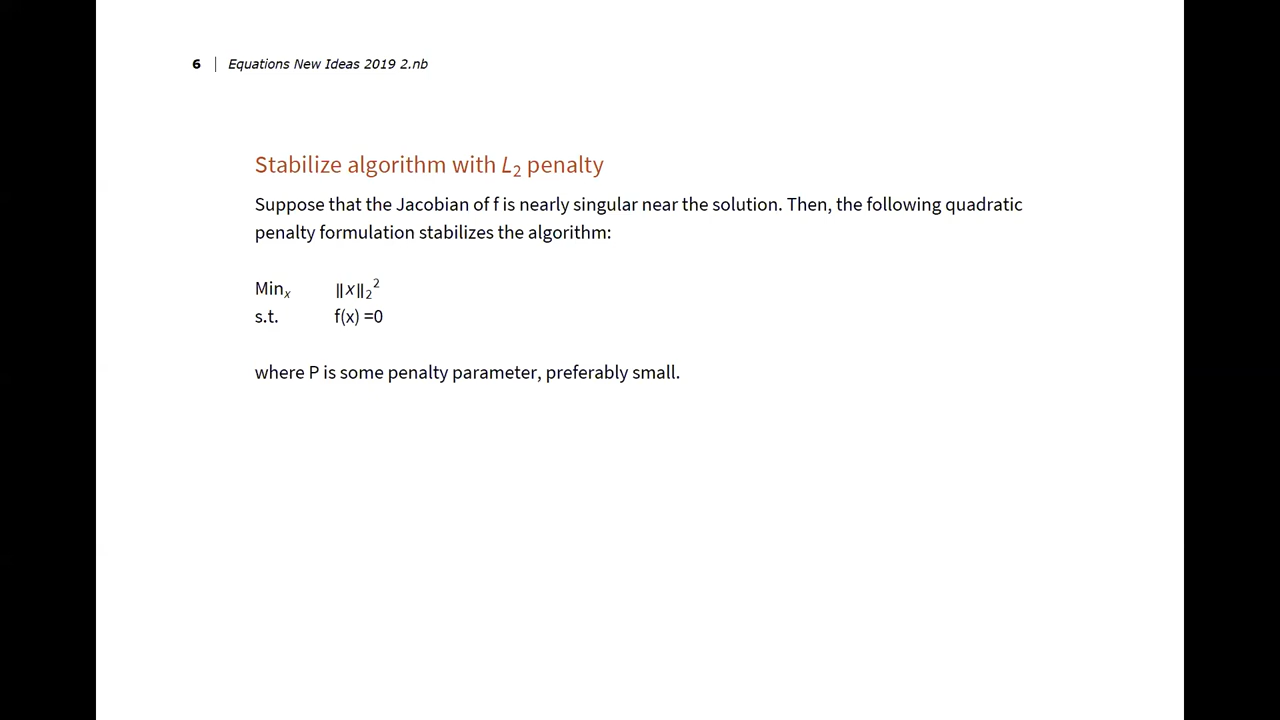 6 | Equations New Ideas 2019 2.nb
Stabilize algorithm with L₂ penalty
Suppose that the Jacobian of f is nearly singular near the solution. Then, the following quadratic
penalty formulation stabilizes the algorithm:
Minₓ ‖x‖₂²
s.t. f(x) =0
where P is some penalty parameter, preferably small.